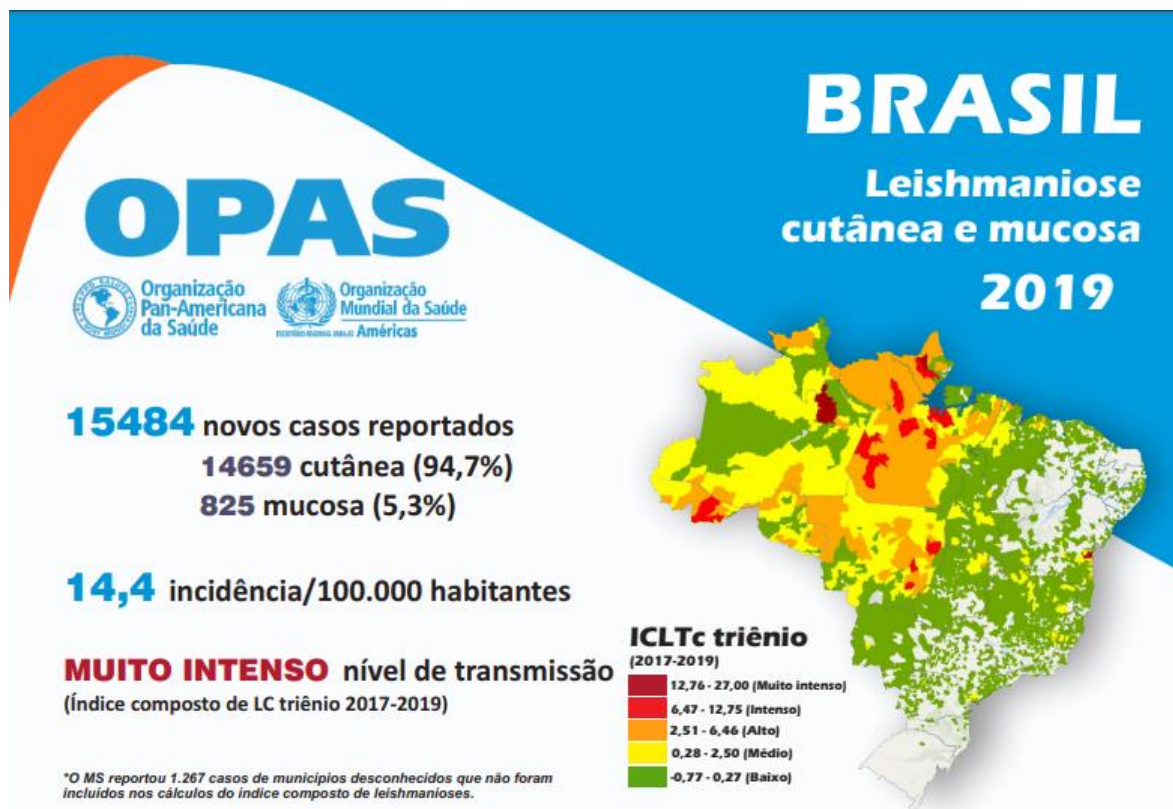 BRASIL
Leishmaniose
cutânea e mucosa
2019
OPAS
Organização
Pan-Americana
da Saúde
Organização
Mundial da Saúde
Américas
15484 novos casos reportados
14659 cutânea (94,7%)
825 mucosa (5,3%)
14,4 incidência/100.000 habitantes
MUITO INTENSO nível de transmissão
(Índice composto de LC triênio 2017-2019)
*O MS reportou 1.267 casos de municípios desconhecidos que não foram
incluídos nos cálculos do índice composto de leishmanioses.
ICLTc triênio
(2017-2019)
12,76 - 27,00 (Muito intenso)
6,47 - 12,75 (Intenso)
2,51 - 6,46 (Alto)
0,28 - 2,50 (Médio)
-0,77 - 0,27 (Baixo)